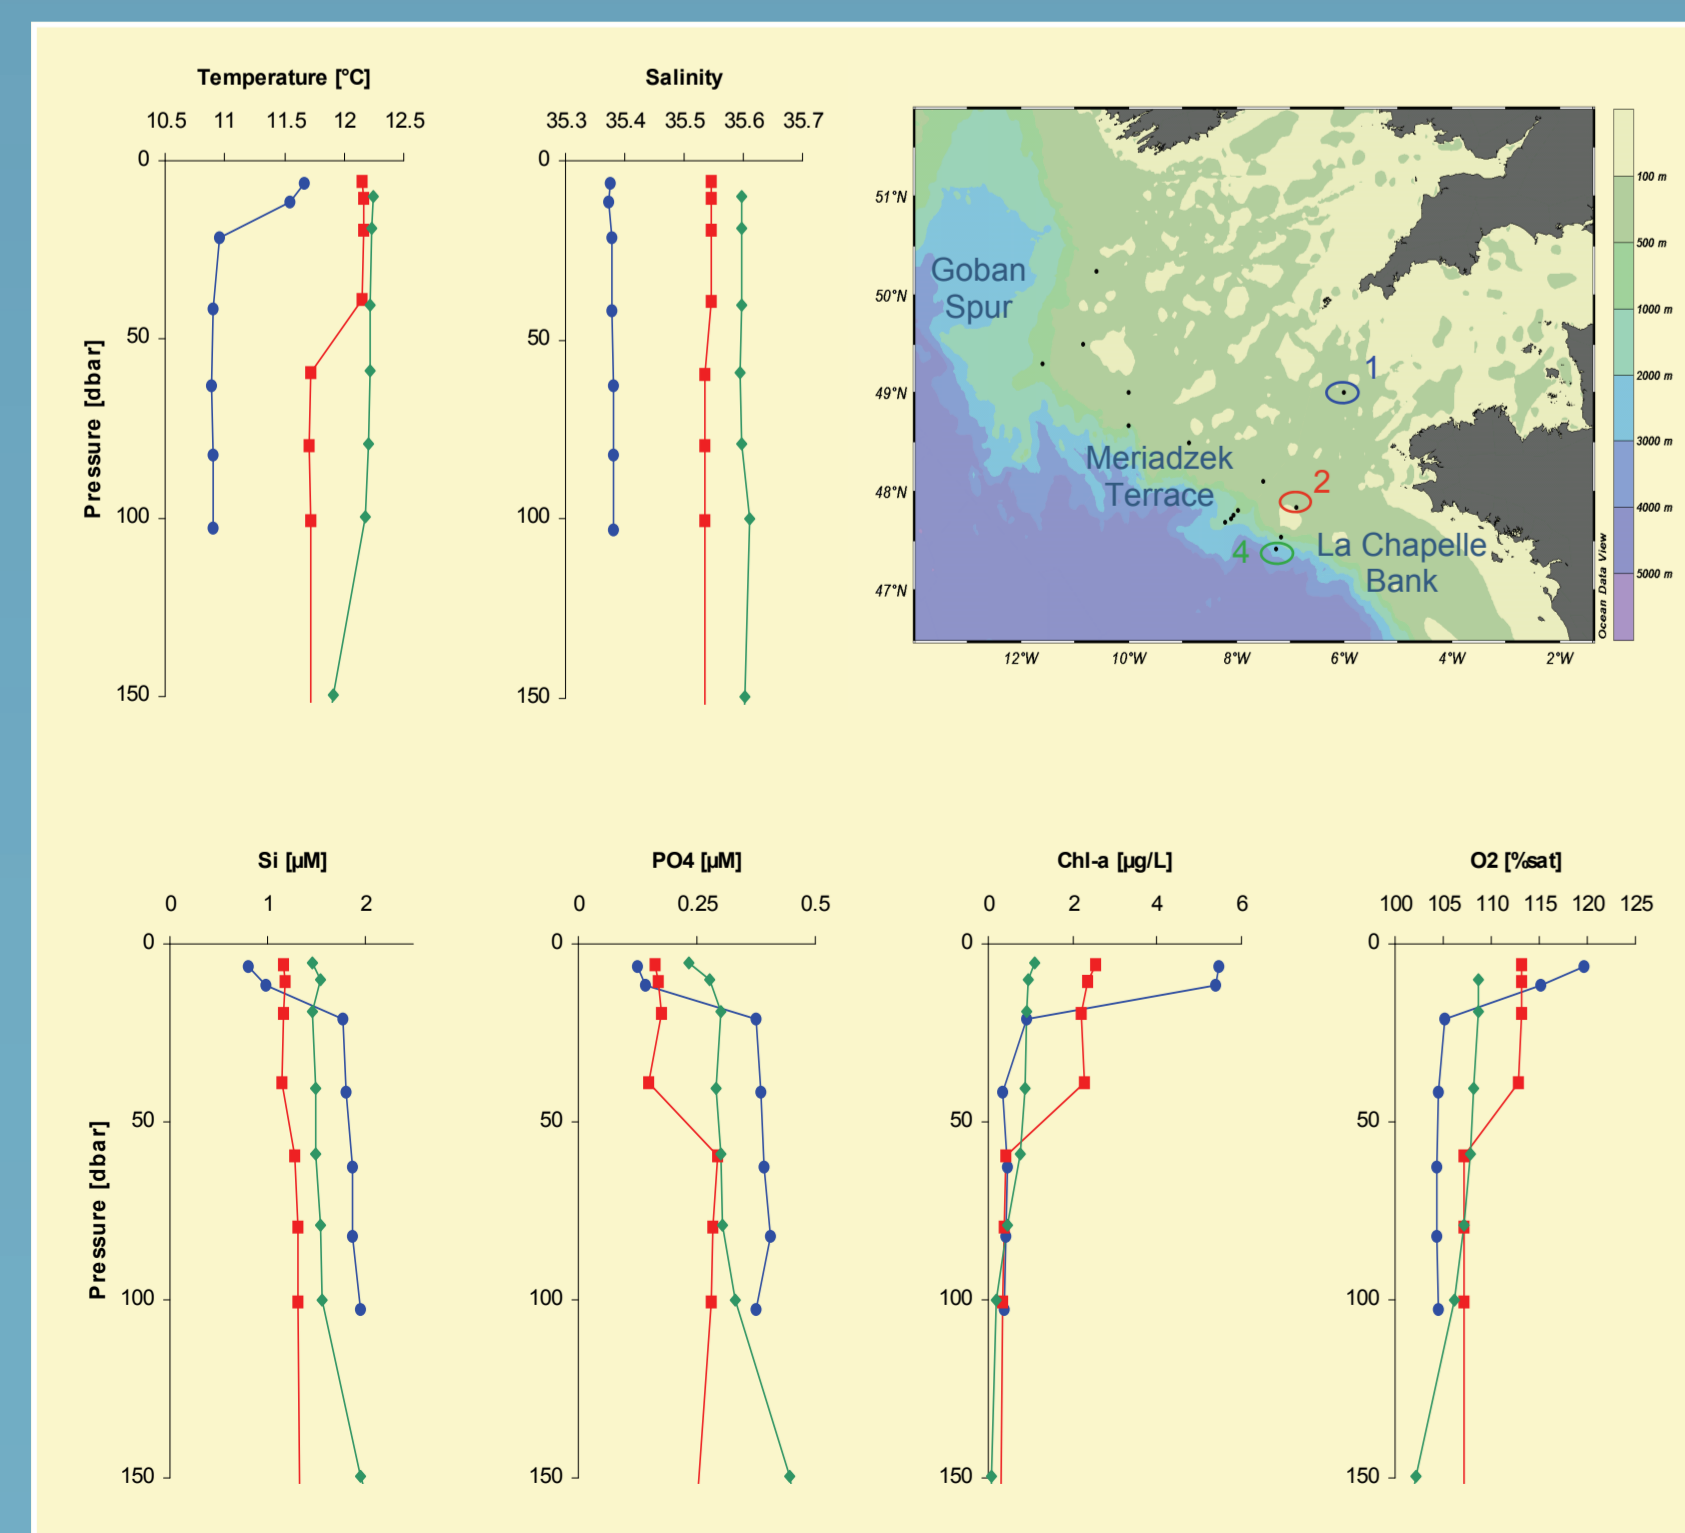 Temperature [°C]
10.5 11 11.5 12 12.5
0
50
100
150
Pressure [dbar]
Salinity
35.3 35.4 35.5 35.6 35.7
0
50
100
150
51°N
50°N
49°N
48°N
47°N
12°W 10°W 8°W 6°W 4°W 2°W
Goban
Spur
Meriadzek
Terrace
La Chapelle
Bank
1
2
4
100 m
500 m
1000 m
2000 m
3000 m
4000 m
5000 m
Ocean Data View
Si [µM]
0 1 2
0
50
100
150
Pressure [dbar]
PO4 [µM]
0 0.25 0.5
0
50
100
150
Chl-a [µg/L]
0 2 4 6
0
50
100
150
O2 [%sat]
100 105 110 115 120 125
0
50
100
150